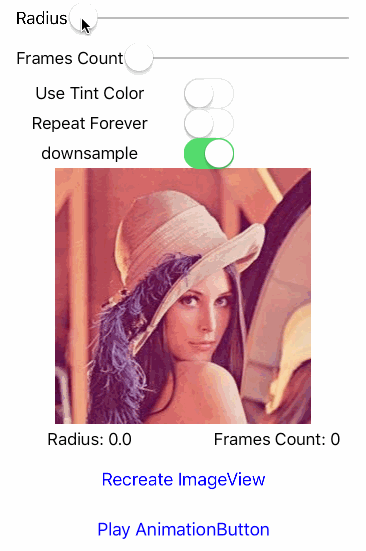 Radius
Frames Count
Use Tint Color
Repeat Forever
downsample
Radius: 0.0 Frames Count: 0
Recreate ImageView
Play AnimationButton